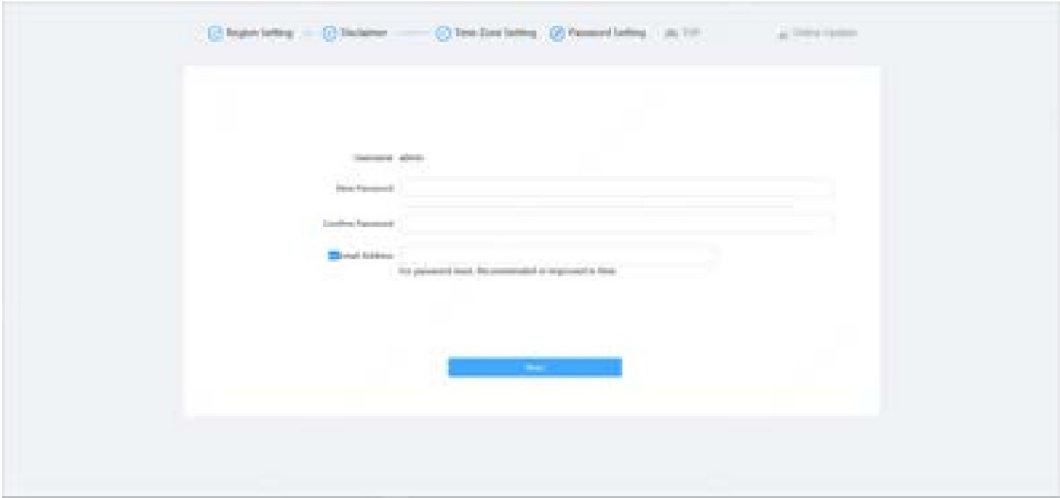 Region Setting Disclaimer Time Zone Setting Password Setting P2P Online Update
Username admin
New Password
Confirm Password
Email Address
For password reset. Recommended or improved in time.
Next